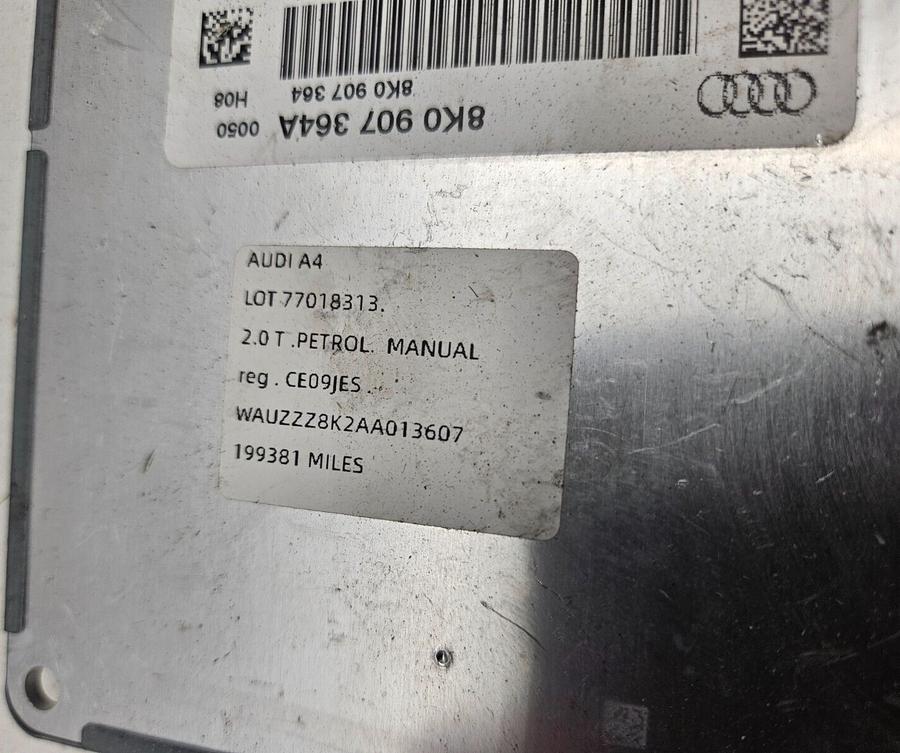 8K0 907 364A 0050
8K0 907 364 H08
AUDI A4
LOT 77018313.
2.0 T .PETROL. MANUAL
reg . CE09JES .
WAUZZZ8K2AA013607
199381 MILES